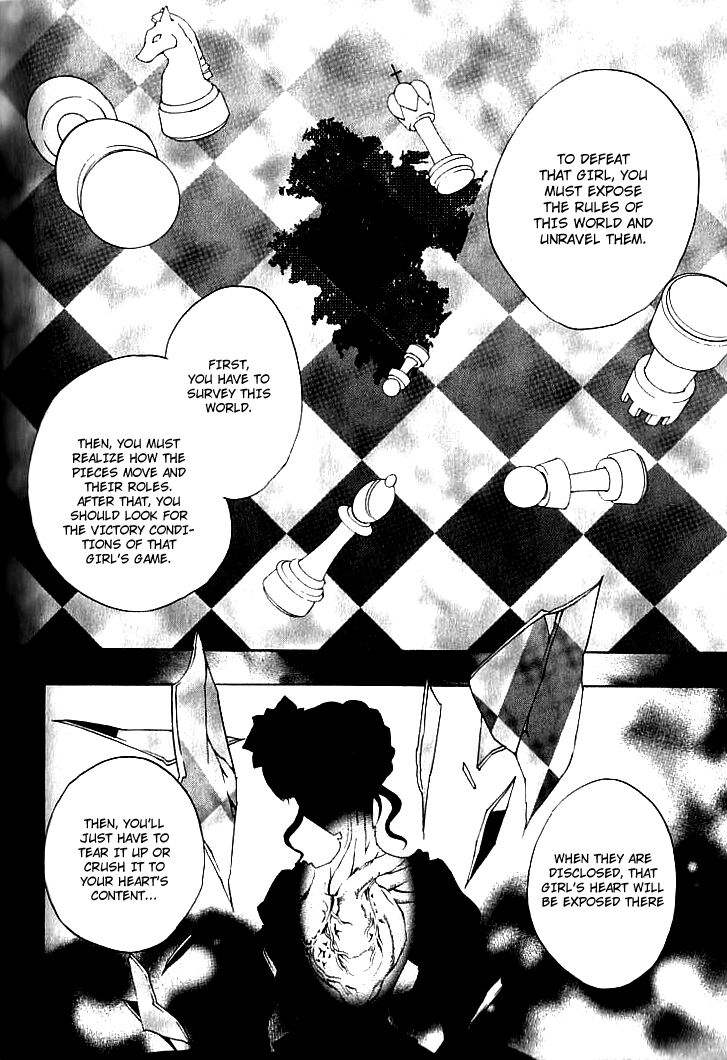 TO DEFEAT
THAT GIRL, YOU
MUST EXPOSE
THE RULES OF
THIS WORLD AND
UNRAVEL THEM.
FIRST,
YOU HAVE TO
SURVEY THIS
WORLD.
THEN, YOU MUST
REALIZE HOW THE
PIECES MOVE AND
THEIR ROLES.
AFTER THAT, YOU
SHOULD LOOK FOR
THE VICTORY CONDI-
TIONS OF THAT
GIRL'S GAME.
WHEN THEY ARE
DISCLOSED, THAT
GIRL'S HEART WILL
BE EXPOSED THERE
THEN, YOU'LL
JUST HAVE TO
TEAR IT UP OR
CRUSH IT TO
YOUR HEART'S
CONTENT...